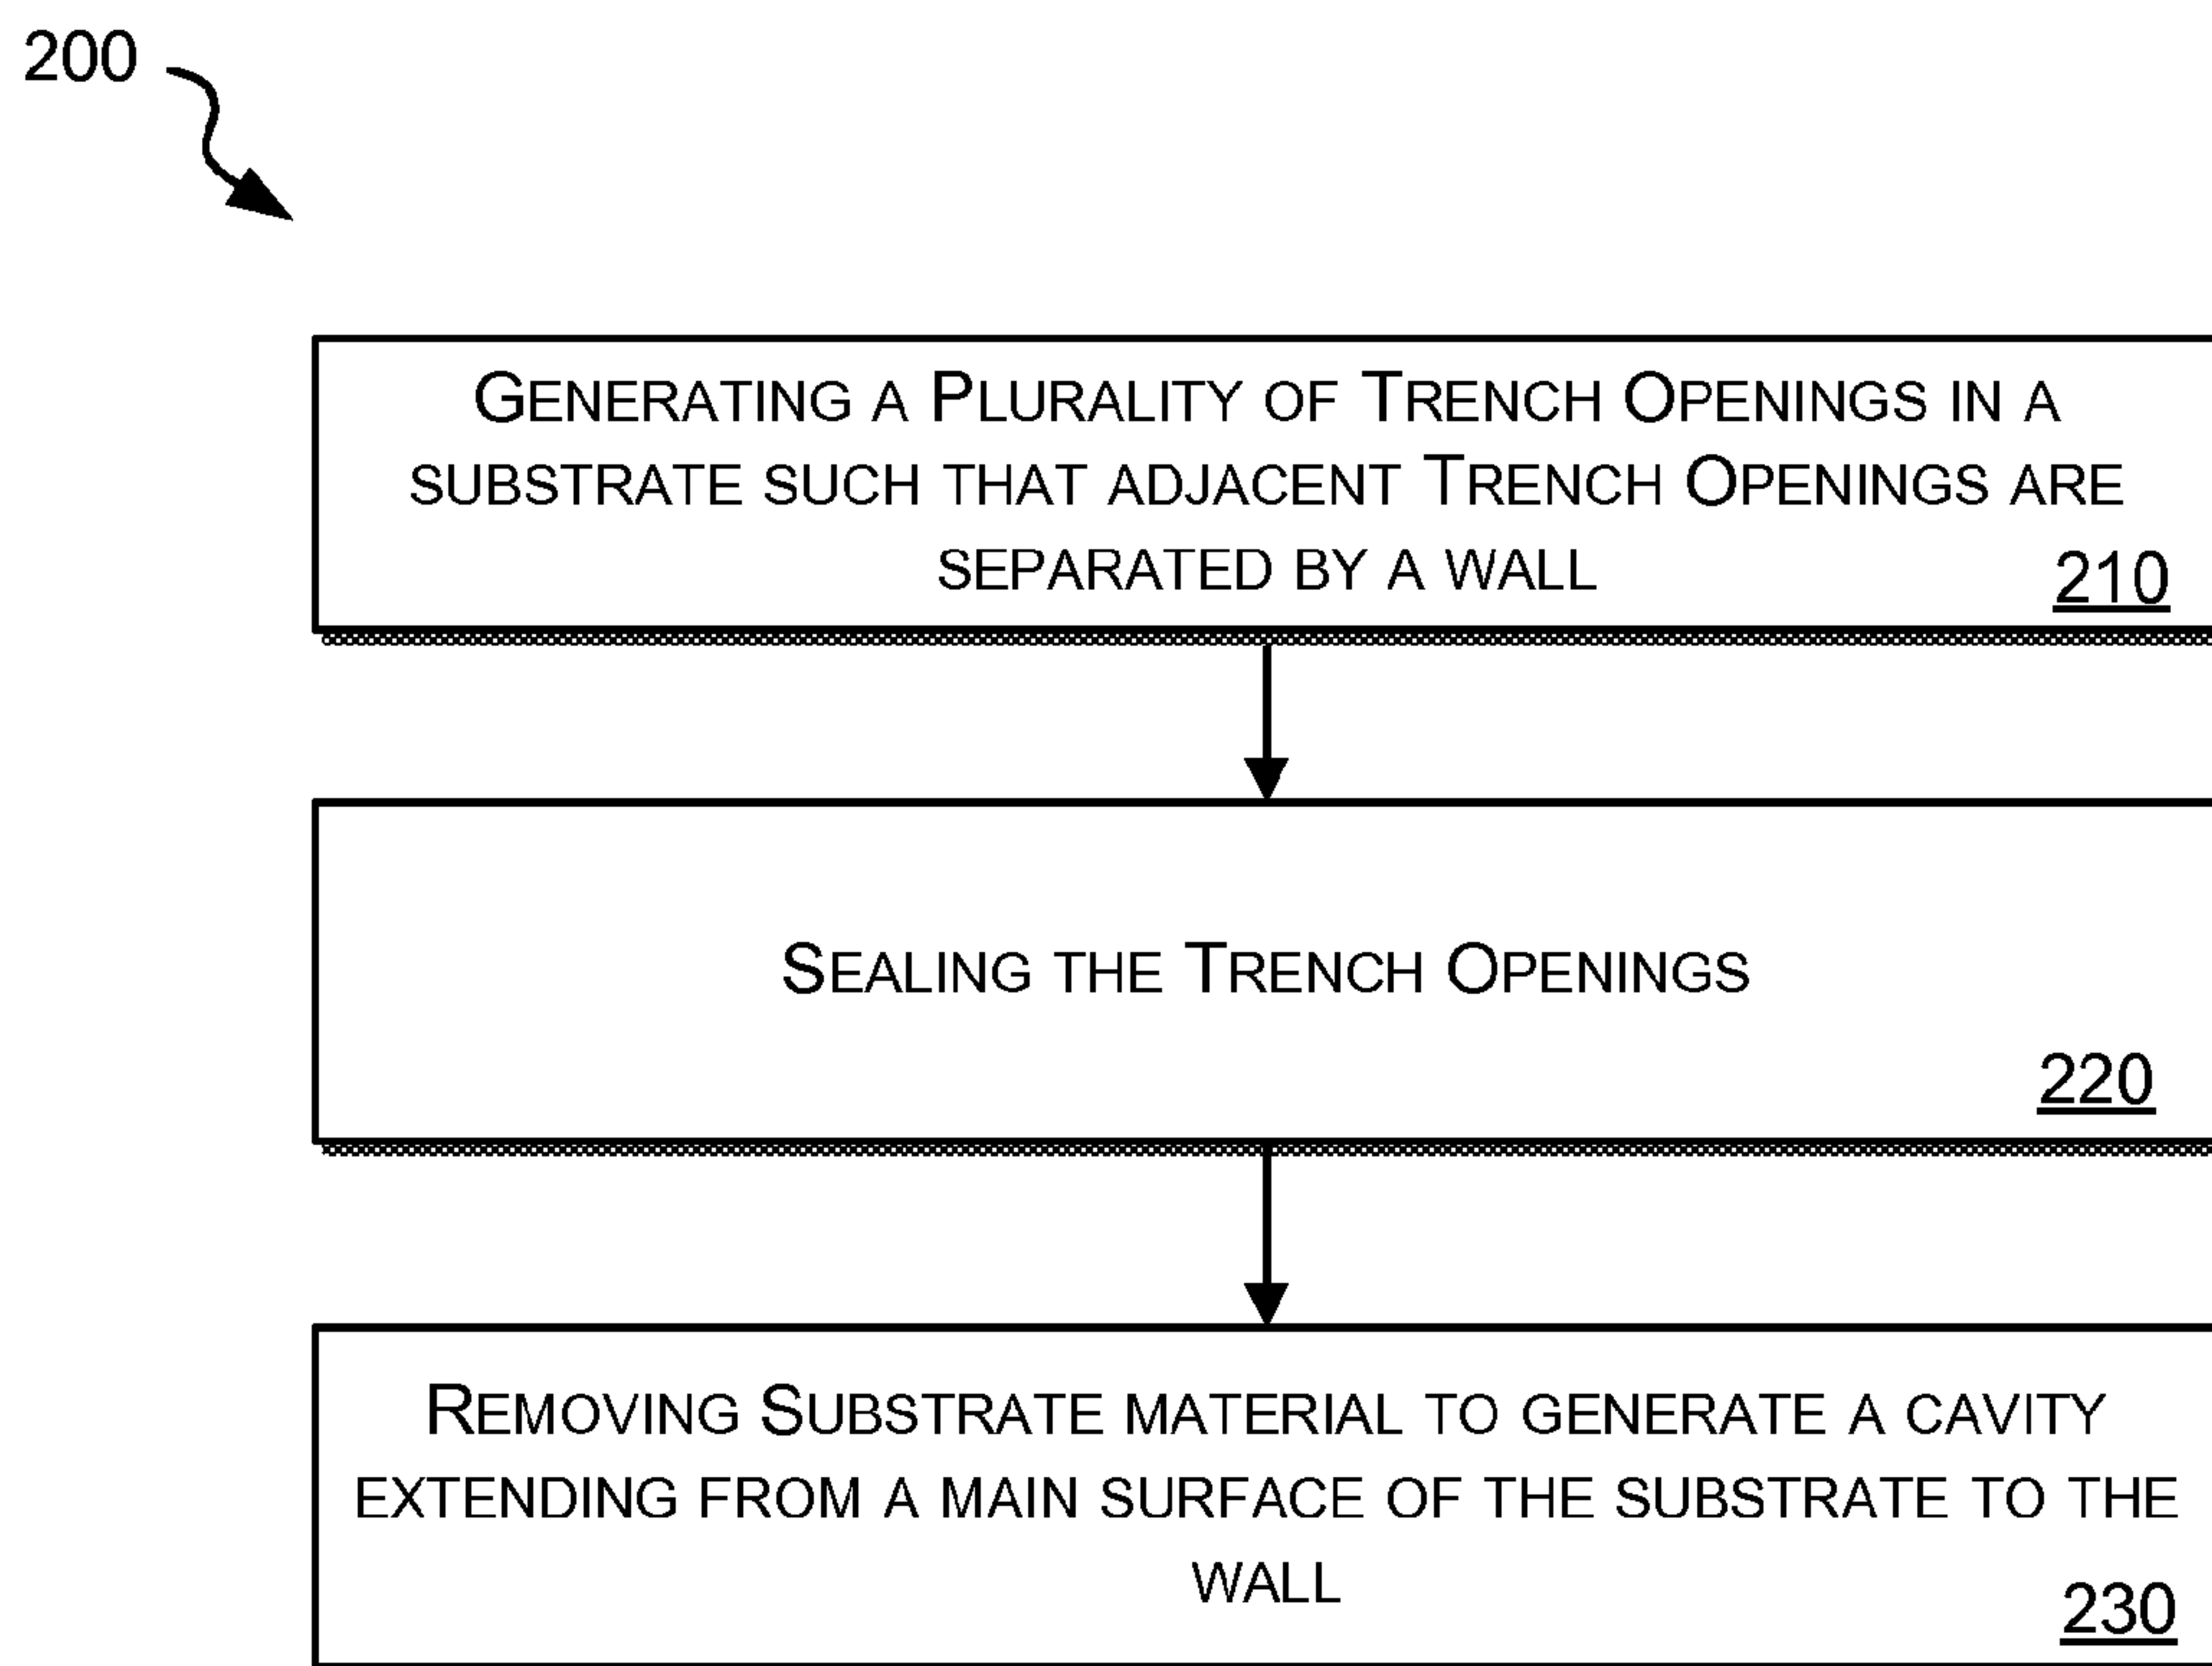 200
Generating a Plurality of Trench Openings in a
substrate such that adjacent Trench Openings are
separated by a wall
210
Sealing the Trench Openings
220
Removing Substrate material to generate a cavity
extending from a main surface of the substrate to the
wall
230